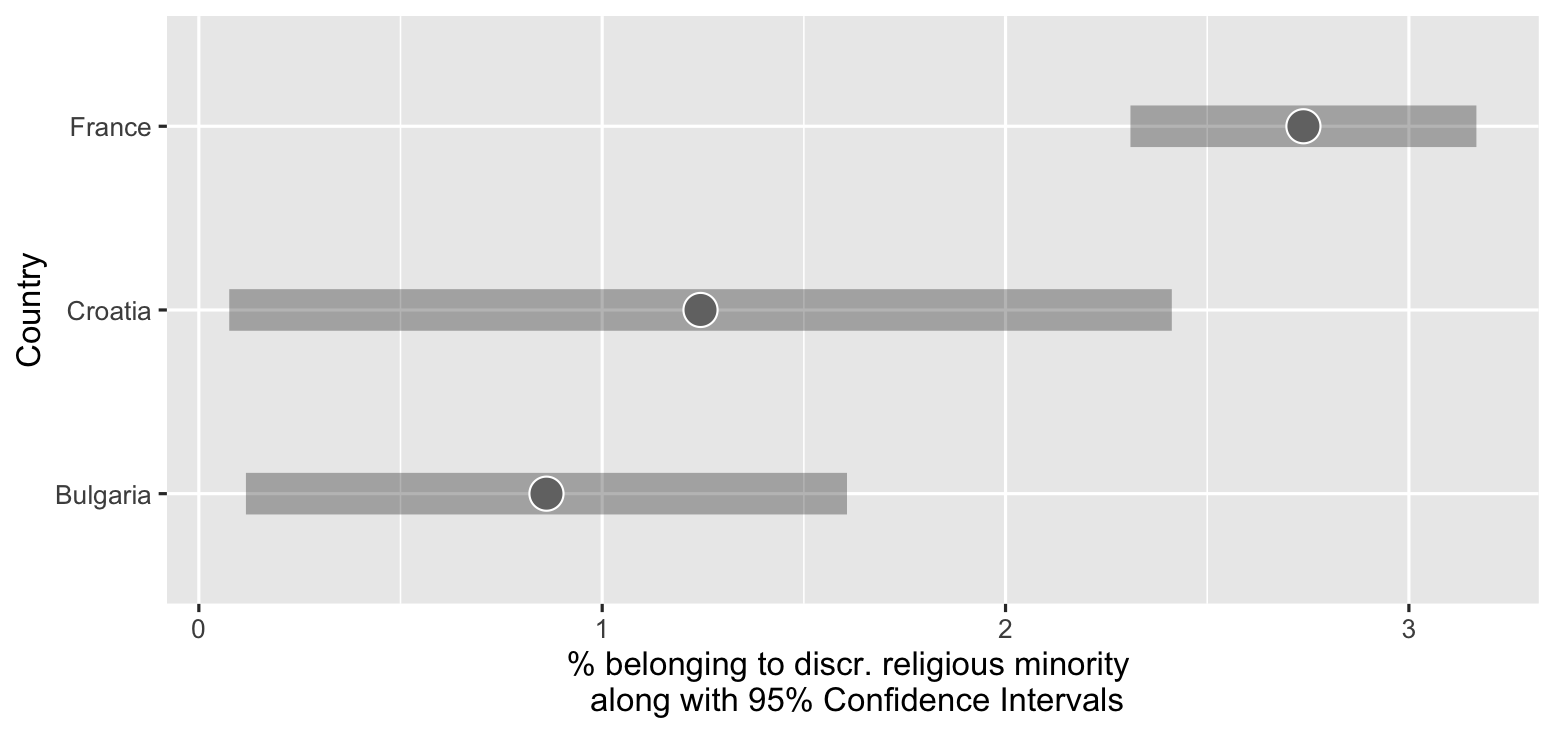 France
Croatia
Bulgaria
Country
0 1 2 3
% belonging to discr. religious minority
along with 95% Confidence Intervals